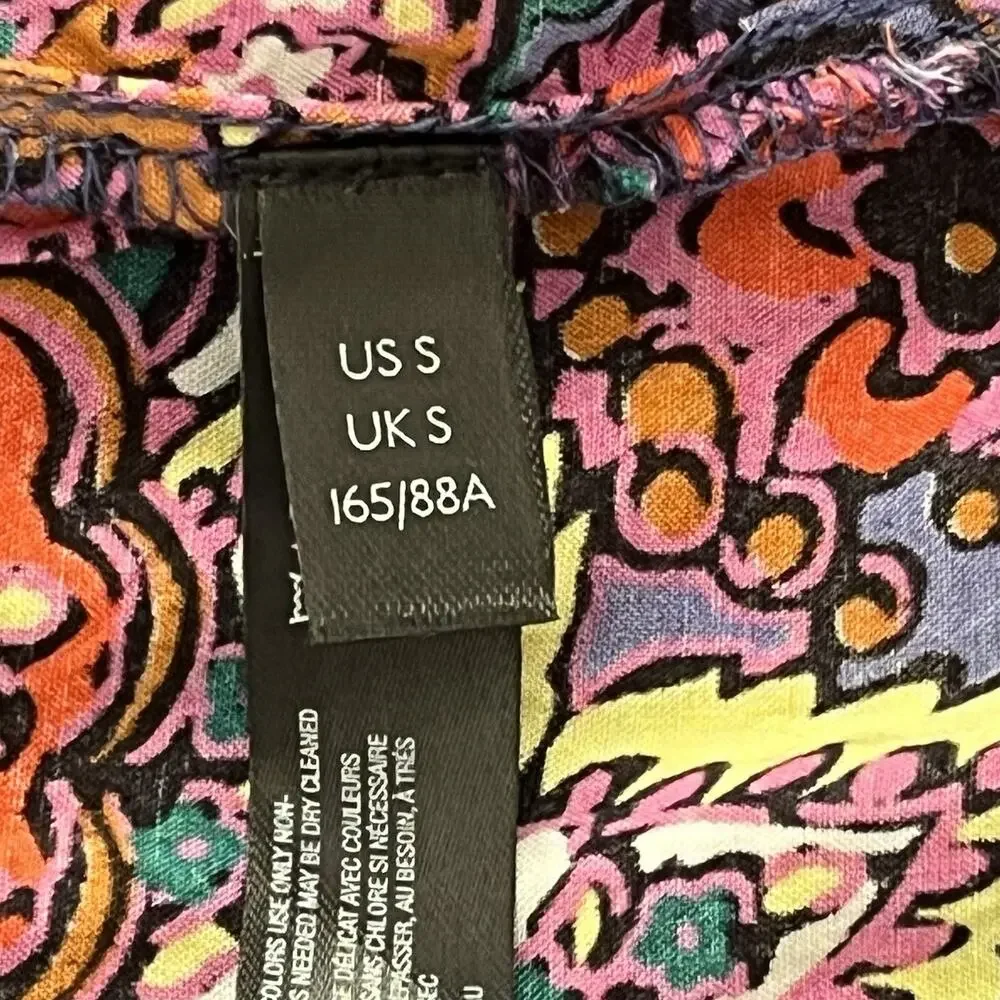 US S
UK S
165/88A
COLORS USE ONLY NON-
S NEEDED MAY BE DRY CLEANED
DÉLICAT AVEC COULEURS
SANS CHLORE SI NÉCESSAIRE
AU BESOIN, À TRÈS